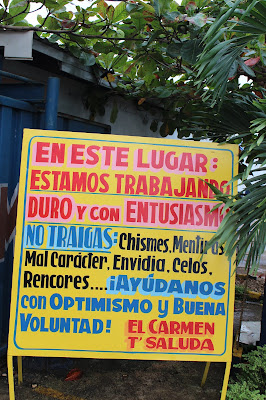 EN ESTE LUGAR:
ESTAMOS TRABAJANDO
DURO y CON ENTUSIASMO
NO TRAIGAS: Chismes, Mentiras
Mal Carácter, Envidia, Celos,
Rencores....¡AYÚDANOS
con OPTIMISMO y BUENA
VOLUNTAD! EL CARMEN
T' SALUDA